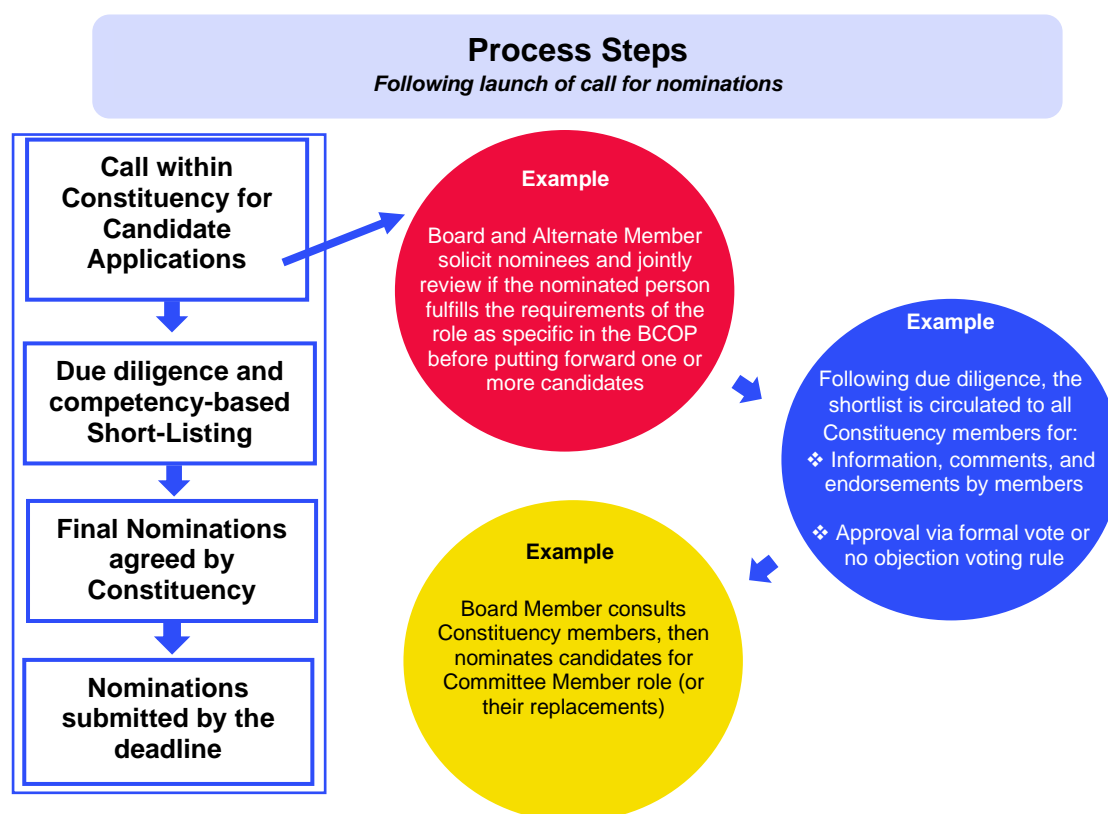 Process Steps
Following launch of call for nominations
Call within
Constituency for
Candidate
Applications
Due diligence and
competency-based
Short-Listing
Final Nominations
agreed by
Constituency
Nominations
submitted by the
deadline
Example
Board and Alternate Member
solicit nominees and jointly
review if the nominated person
fulfills the requirements of the
role as specific in the BCOP
before putting forward one or
more candidates
Example
Following due diligence, the
shortlist is circulated to all
Constituency members for:
❖ Information, comments, and
endorsements by members
❖ Approval via formal vote or
no objection voting rule
Example
Board Member consults
Constituency members, then
nominates candidates for
Committee Member role (or
their replacements)